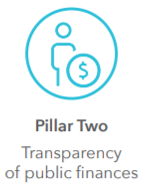 $
Pillar Two
Transparency
of public finances